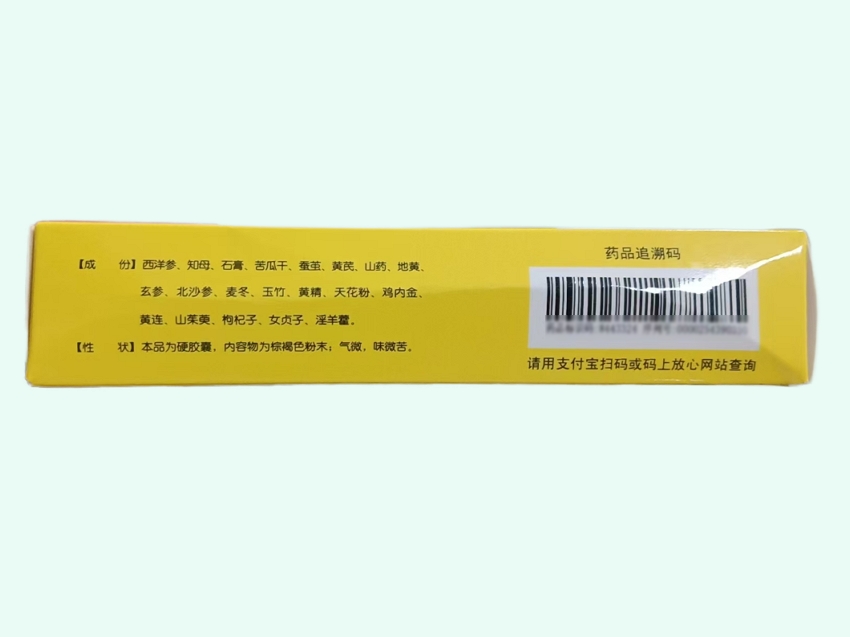 【成 份】西洋参、知母、石膏、苦瓜干、蚕茧、黄芪、山药、地黄、
玄参、北沙参、麦冬、玉竹、黄精、天花粉、鸡内金、
黄连、山茱萸、枸杞子、女贞子、淫羊藿。
【性 状】本品为硬胶囊，内容物为棕褐色粉末；气微，味微苦。
药品追溯码
请用支付宝扫码或码上放心网站查询